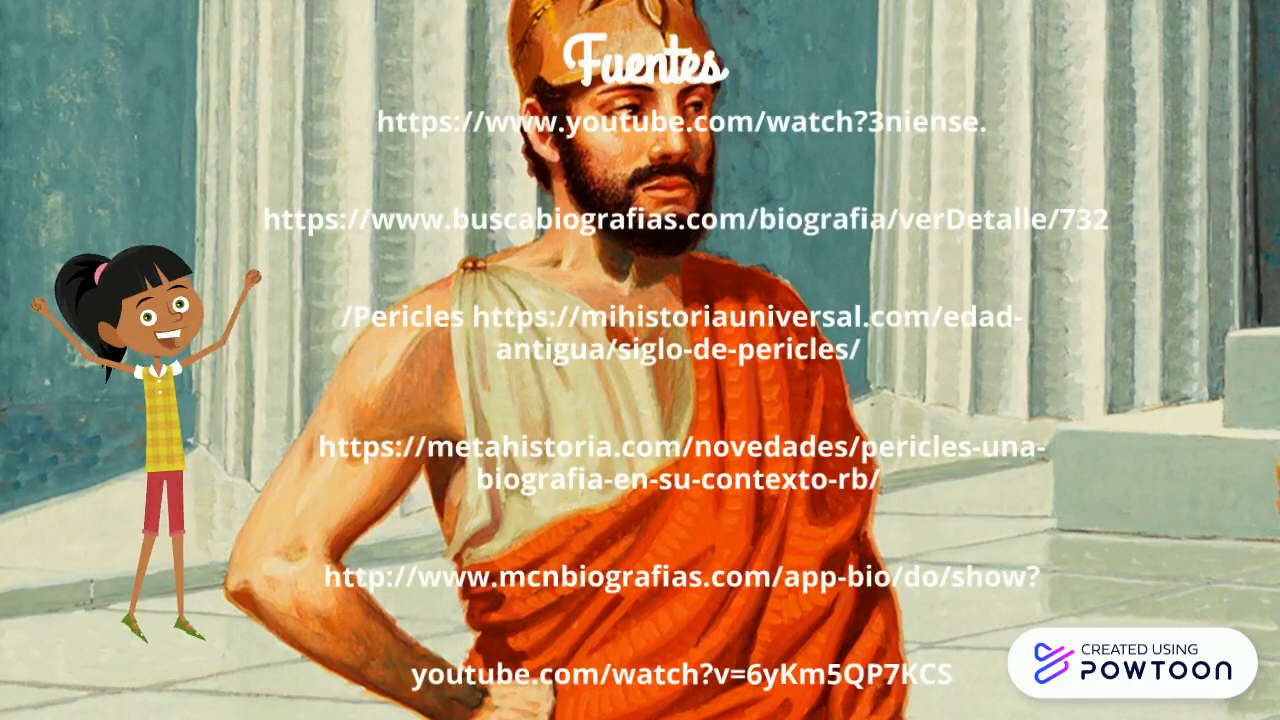 Fuentes
https://www.youtube.com/watch?3niense.
https://www.buscabiografias.com/biografia/verDetalle/732
/Pericles https://mihistoriauniversal.com/edad-
antigua/siglo-de-pericles/
https://metahistoria.com/novedades/pericles-una-
biografia-en-su-contexto-rb/
http://www.mcnbiografias.com/app-bio/do/show?
youtube.com/watch?v=6yKm5QP7KCS
CREATED USING
POWTOON